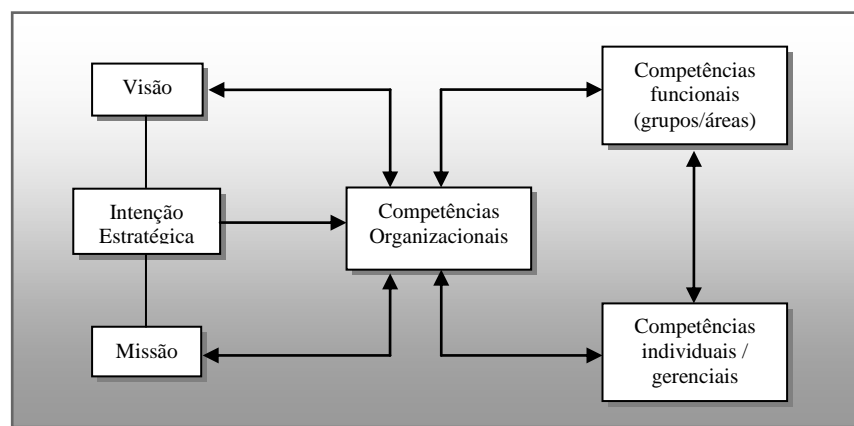 Visão
Intenção
Estratégica
Missão
Competências
Organizacionais
Competências
funcionais
(grupos/áreas)
Competências
individuais /
gerenciais